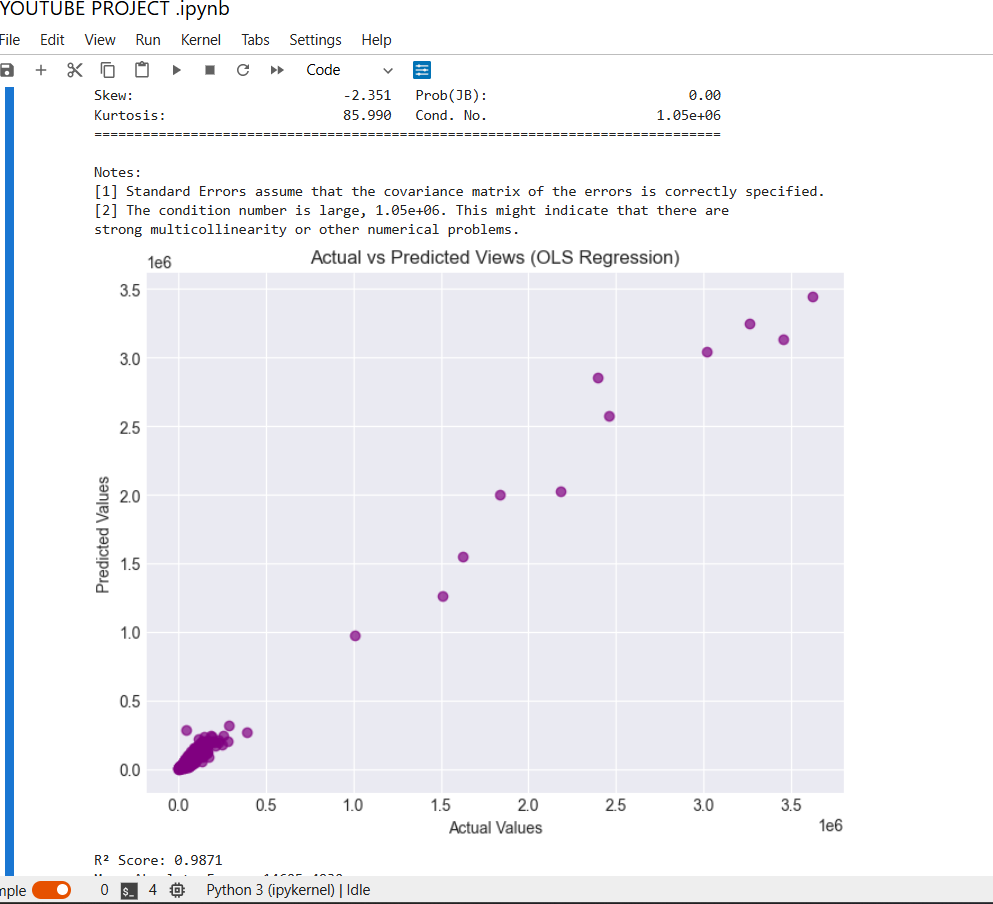 YOUTUBE PROJECT .ipynb
File Edit View Run Kernel Tabs Settings Help
Code
Skew: -2.351 Prob(JB): 0.00
Kurtosis: 85.990 Cond. No. 1.05e+06
==============================================================================
Notes:
[1] Standard Errors assume that the covariance matrix of the errors is correctly specified.
[2] The condition number is large, 1.05e+06. This might indicate that there are
strong multicollinearity or other numerical problems.
Actual vs Predicted Views (OLS Regression)
1e6
3.5
3.0
2.5
2.0
1.5
1.0
0.5
0.0
Predicted Values
0.0 0.5 1.0 1.5 2.0 2.5 3.0 3.5
Actual Values
1e6
R² Score: 0.9871
mple 0 $_ 4 Python 3 (ipykernel) | Idle